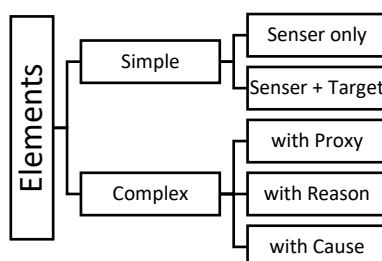 Elements
Simple
Senser only
Senser + Target
Complex
with Proxy
with Reason
with Cause